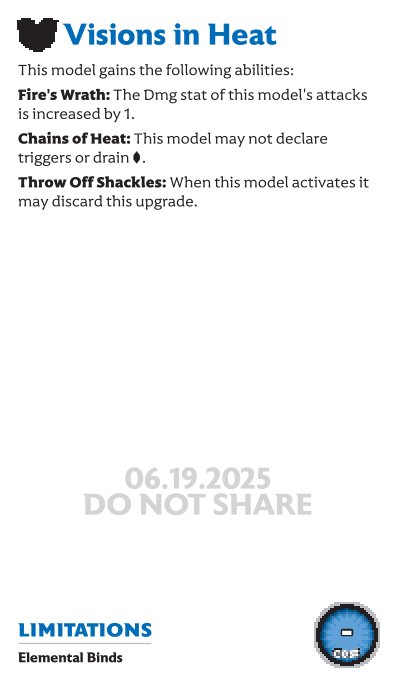 Visions in Heat
This model gains the following abilities:
Fire's Wrath: The Dmg stat of this model's attacks
is increased by 1.
Chains of Heat: This model may not declare
triggers or drain.
Throw Off Shackles: When this model activates it
may discard this upgrade.
06.19.2025
DO NOT SHARE
LIMITATIONS
Elemental Binds
-
COST